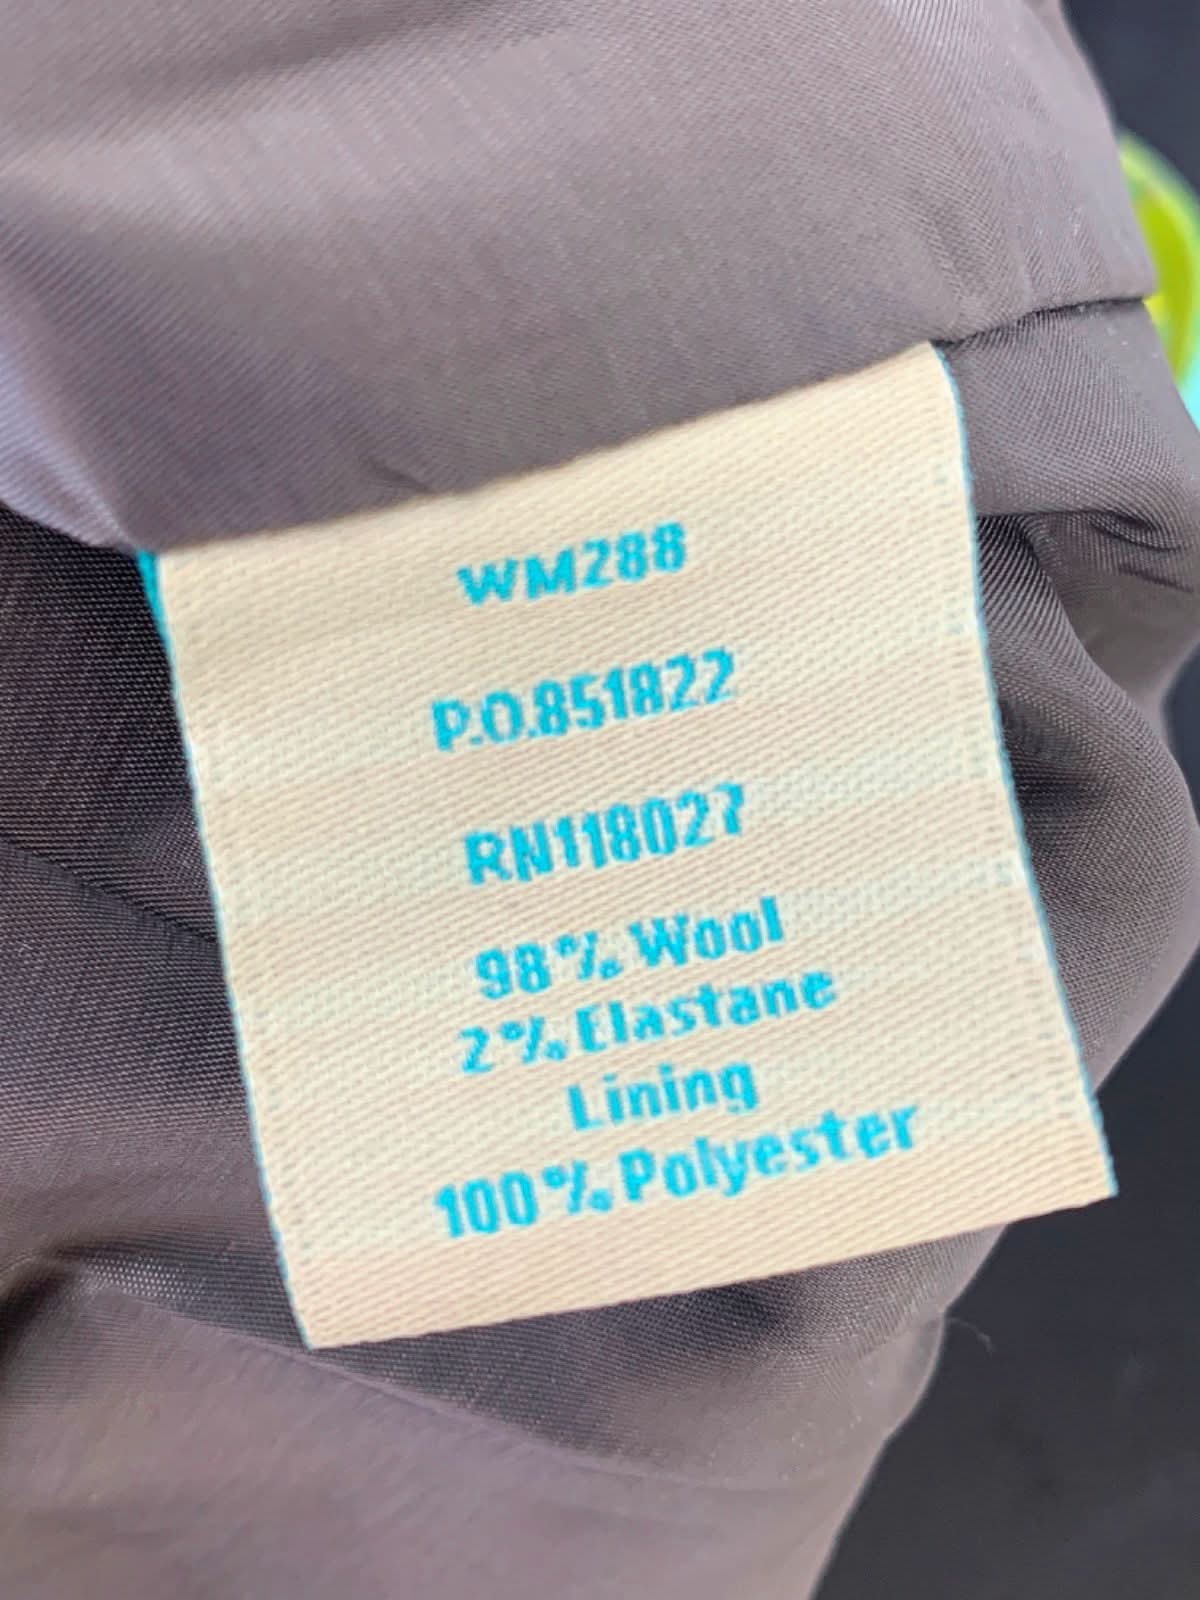 WM288
P.O.851822
RN118027
98% Wool
2% Elastane
Lining
100% Polyester